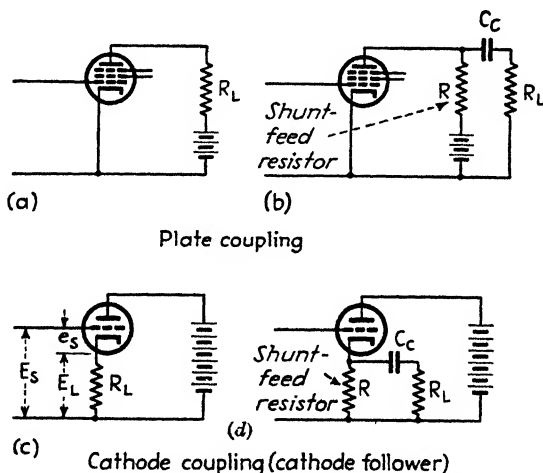 C_C
R_L
R
R_L
Shunt-
feed
resistor
(a)
(b)
Plate coupling
e_s
E_s
E_L
R_L
C_C
Shunt-
feed
resistor
R
R_L
(c)
(d)
Cathode coupling (cathode follower)